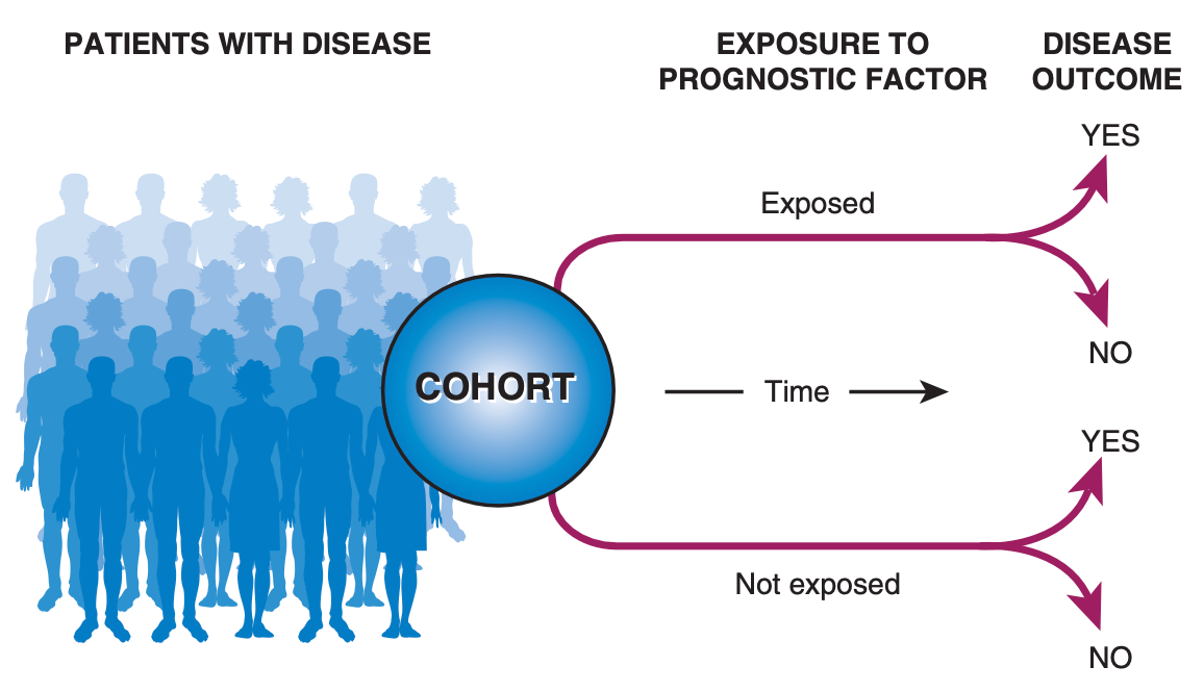 PATIENTS WITH DISEASE
EXPOSURE TO
PROGNOSTIC FACTOR
DISEASE
OUTCOME
YES
Exposed
NO
COHORT
Time
YES
Not exposed
NO